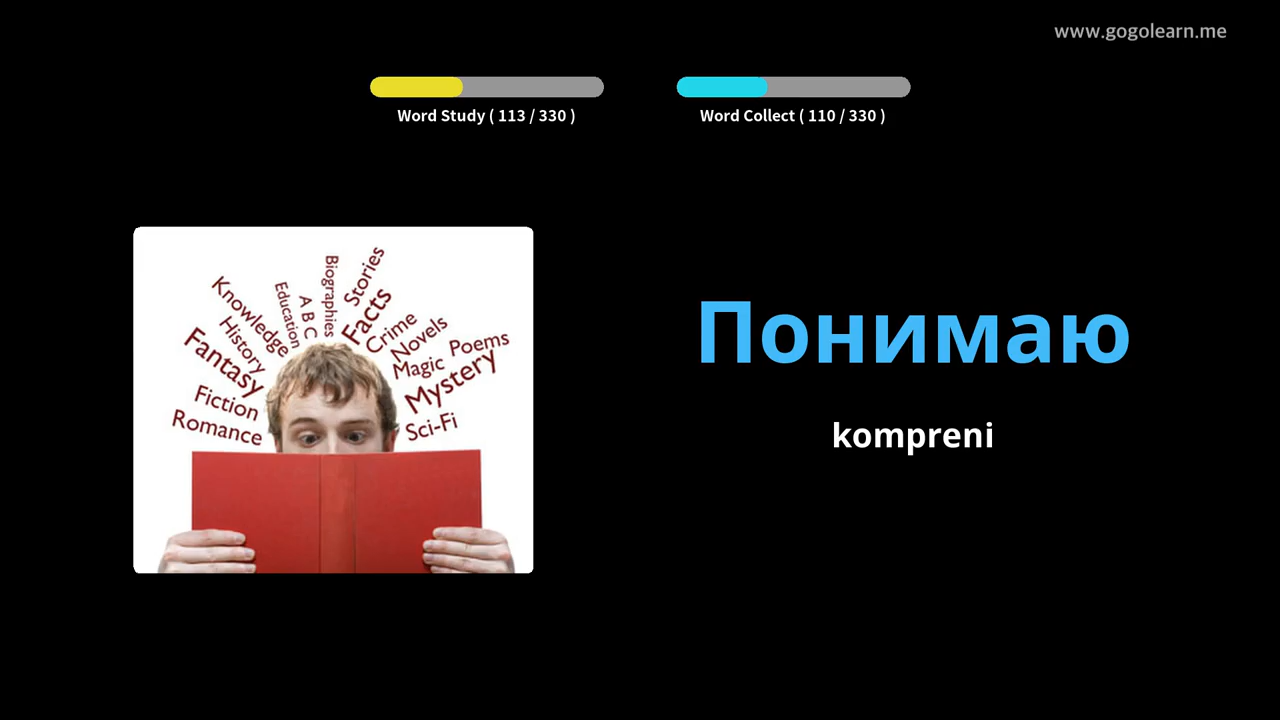 www.gogolearn.me
Word Study ( 113 / 330 )
Word Collect ( 110 / 330 )
Biographies
Stories
Knowledge
Education
A B C
Facts
History
Crime
Novels
Fantasy
Magic
Poems
Mystery
Fiction
Romance
Sci-Fi
Понимаю
kompreni